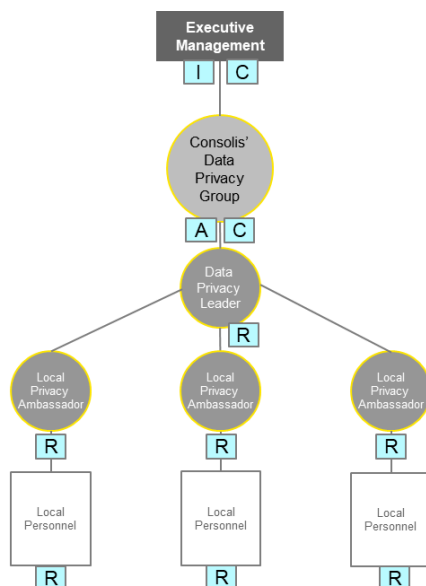 Executive
Management
I C
Consolis'
Data
Privacy
Group
A C
Data
Privacy
Leader
R
Local
Privacy
Ambassador
Local
Privacy
Ambassador
Local
Privacy
Ambassador
R R R
Local
Personnel
Local
Personnel
Local
Personnel
R R R